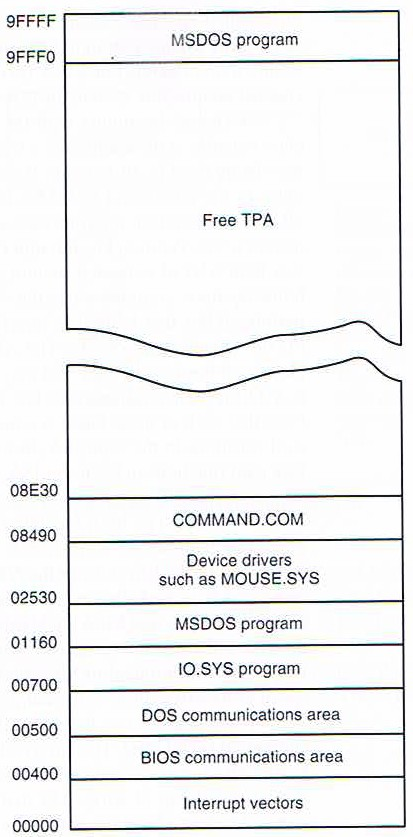 9FFFF
MSDOS program
9FFF0
Free TPA
08E30
COMMAND.COM
08490
Device drivers
such as MOUSE.SYS
02530
MSDOS program
01160
IO.SYS program
00700
DOS communications area
00500
BIOS communications area
00400
Interrupt vectors
00000